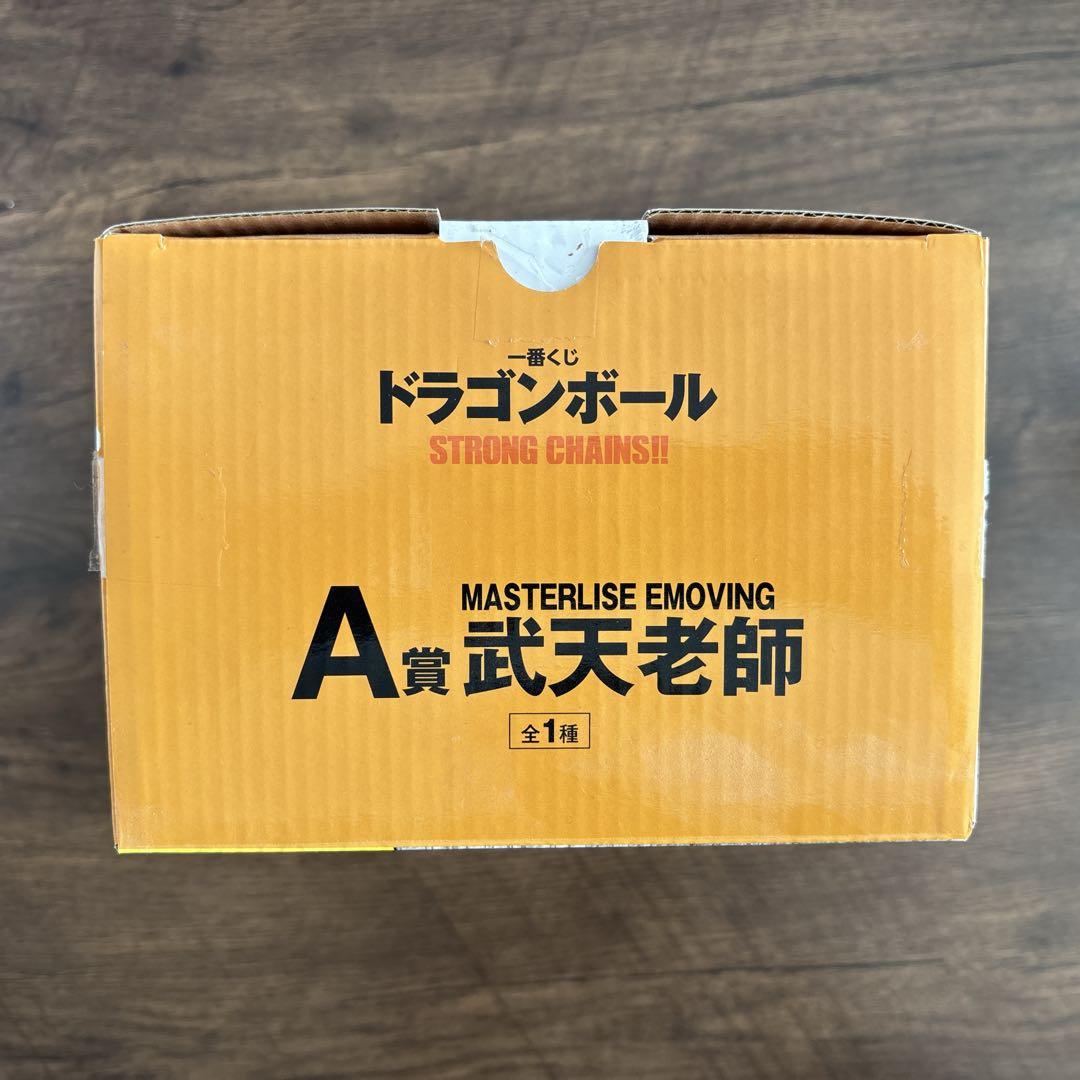 一番くじ
ドラゴンボール
STRONG CHAINS!!
MASTERLISE EMOVING
A賞 武天老師
全1種